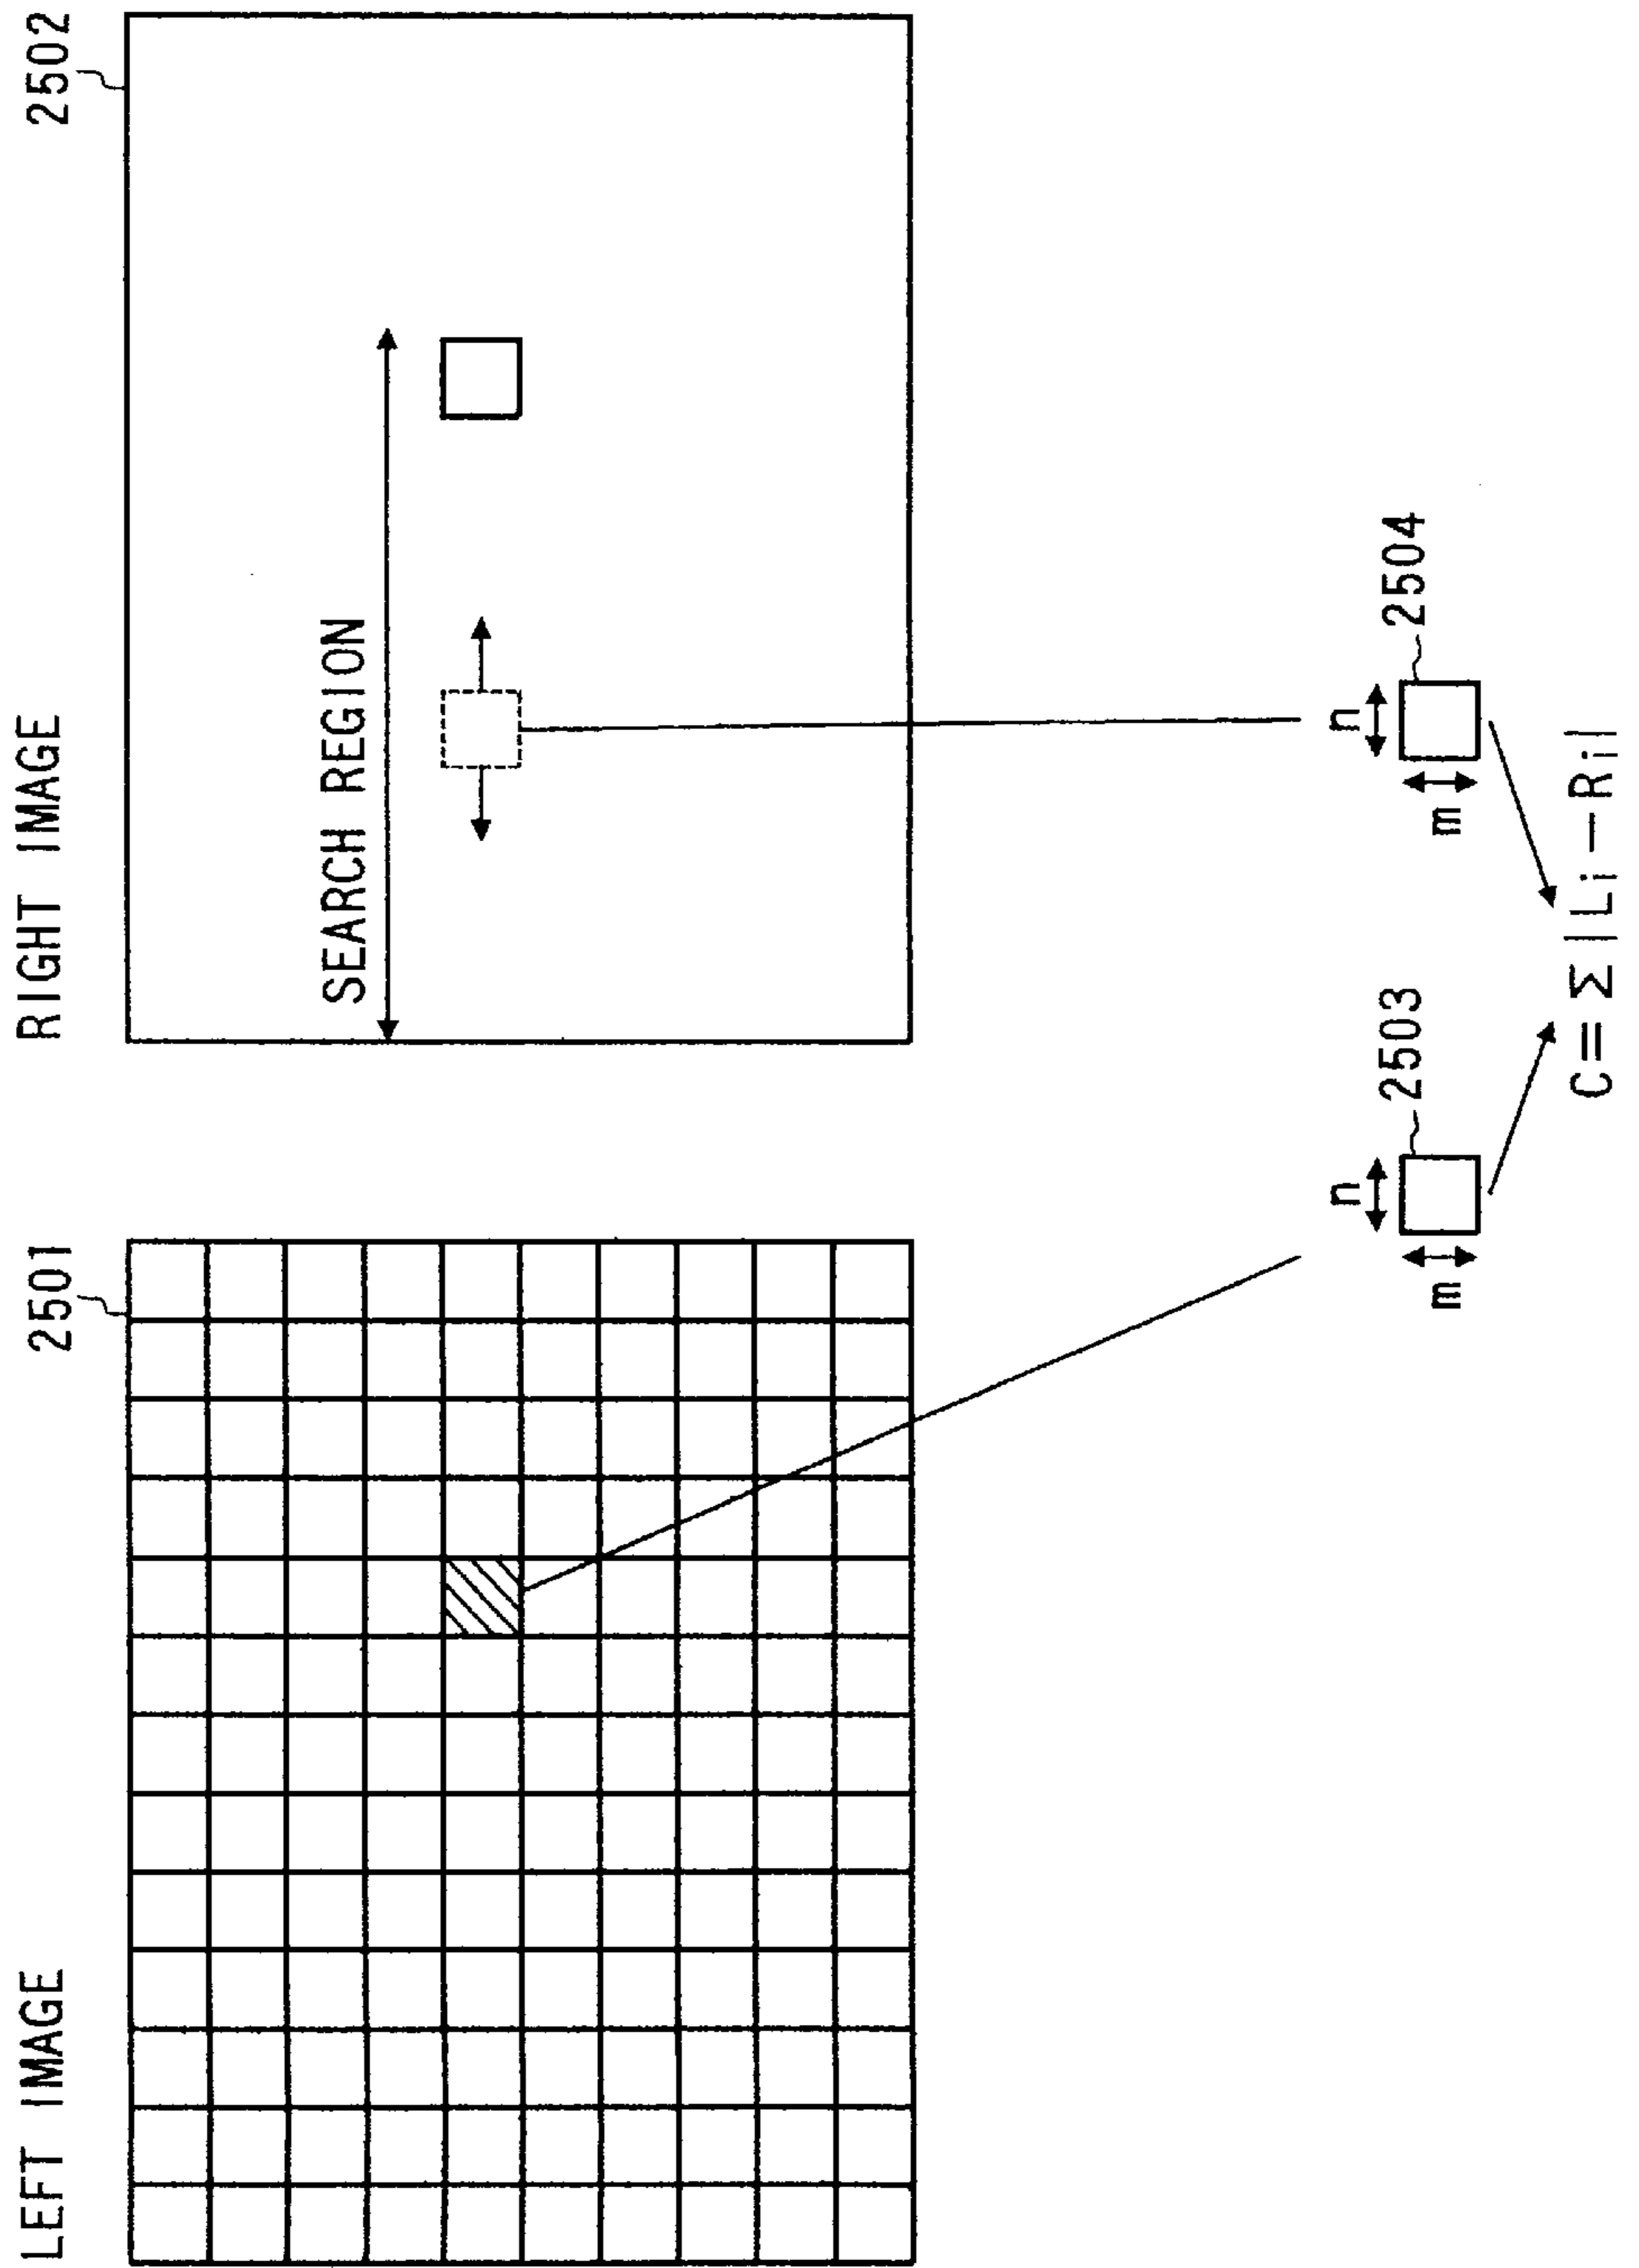 LEFT IMAGE
2501
RIGHT IMAGE
2502
SEARCH REGION
n
m
2503
n
m
2504
C=Σ|Li−Ri|